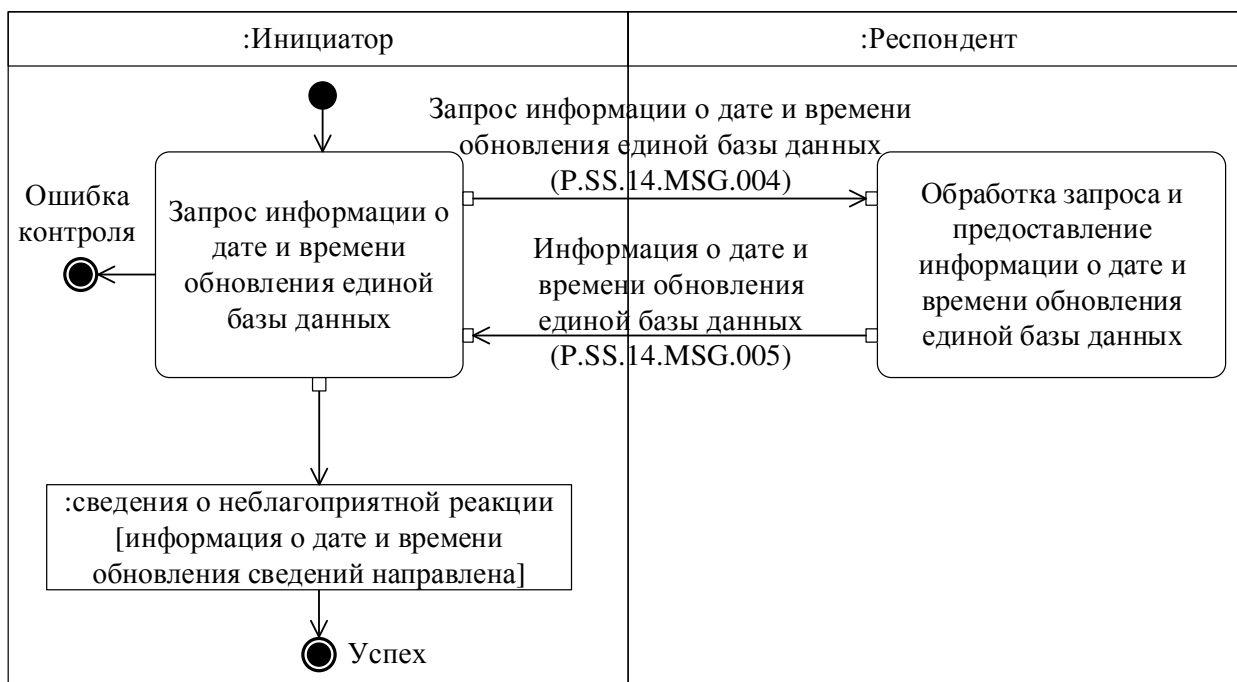 :Инициатор
:Респондент
Запрос информации о дате и времени
обновления единой базы данных
(P.SS.14.MSG.004)
Ошибка
контроля
Запрос информации о
дате и времени
обновления единой
базы данных
Информация о дате и
времени обновления
единой базы данных
(P.SS.14.MSG.005)
Обработка запроса и
предоставление
информации о дате и
времени обновления
единой базы данных
:сведения о неблагоприятной реакции
[информация о дате и времени
обновления сведений направлена]
Успех